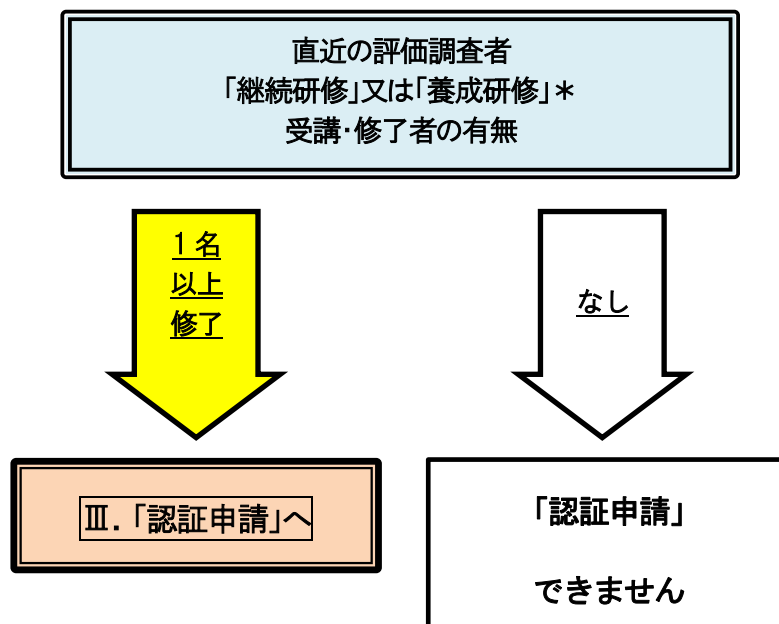 直近の評価調査者
「継続研修」又は「養成研修」＊
受講・修了者の有無
１名
以上
修了
なし
Ⅲ．「認証申請」へ
「認証申請」
できません